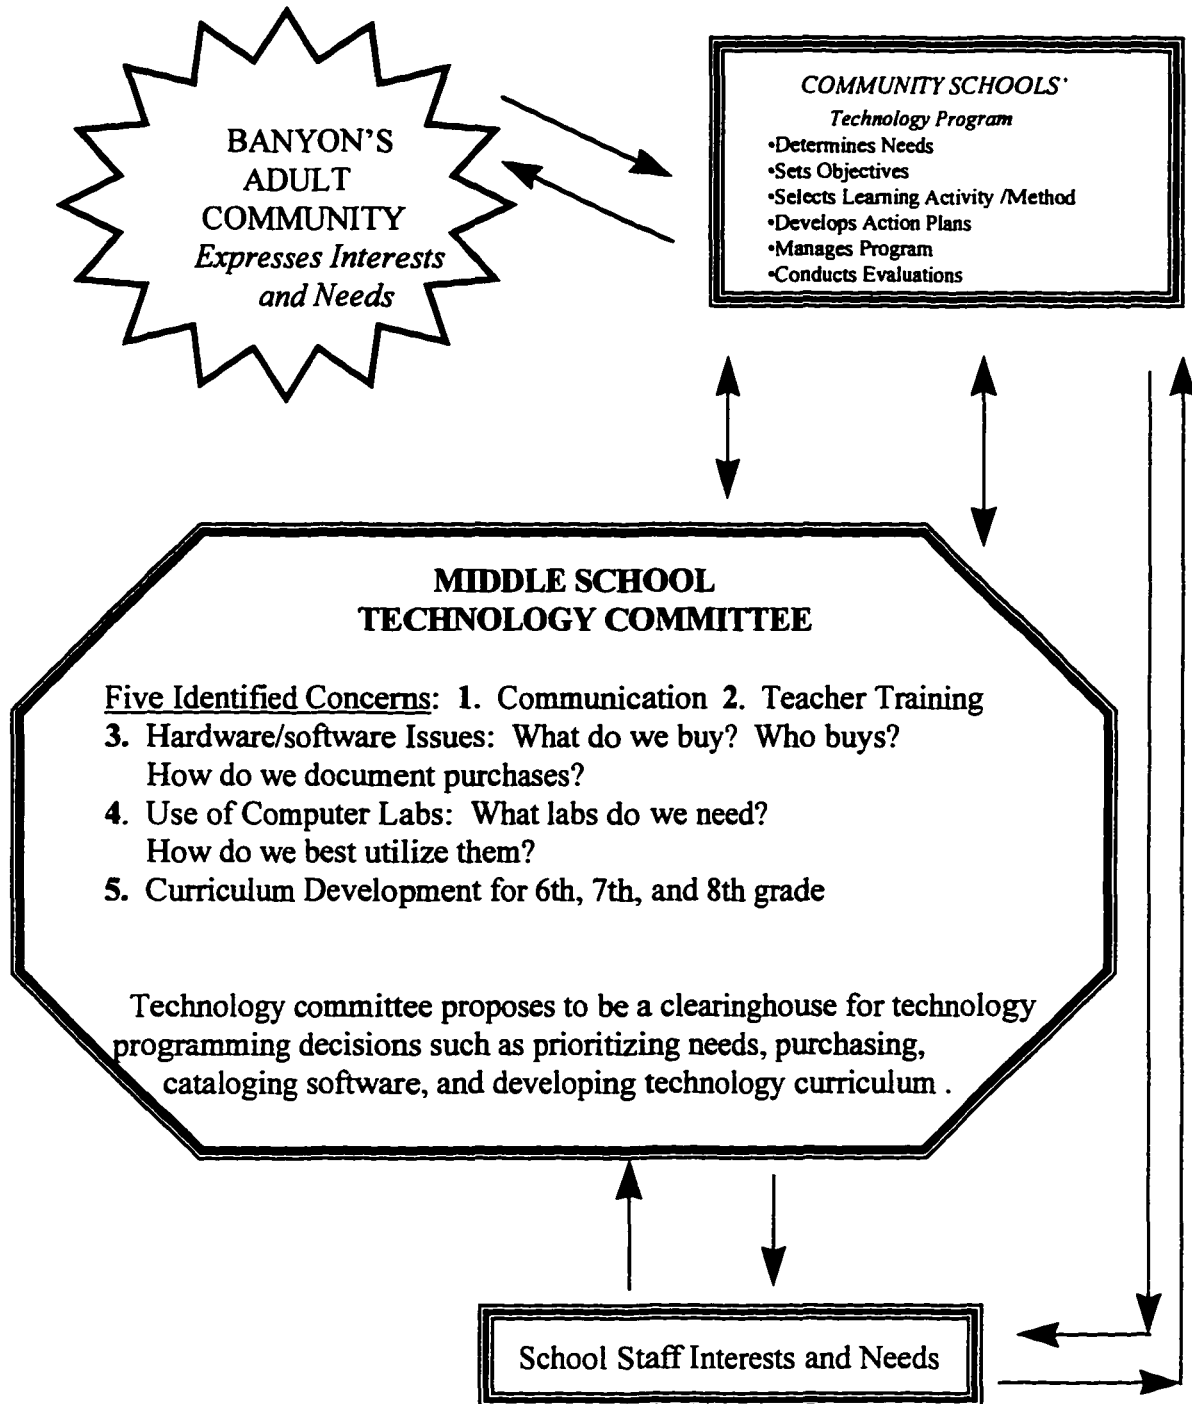 BANYON'S
ADULT
COMMUNITY
Expresses Interests
and Needs
COMMUNITY SCHOOLS'
Technology Program
•Determines Needs
•Sets Objectives
•Selects Learning Activity /Method
•Develops Action Plans
•Manages Program
•Conducts Evaluations
MIDDLE SCHOOL
TECHNOLOGY COMMITTEE
Five Identified Concerns: 1. Communication 2. Teacher Training
3. Hardware/software Issues: What do we buy? Who buys?
How do we document purchases?
4. Use of Computer Labs: What labs do we need?
How do we best utilize them?
5. Curriculum Development for 6th, 7th, and 8th grade
Technology committee proposes to be a clearinghouse for technology
programming decisions such as prioritizing needs, purchasing,
cataloging software, and developing technology curriculum .
School Staff Interests and Needs